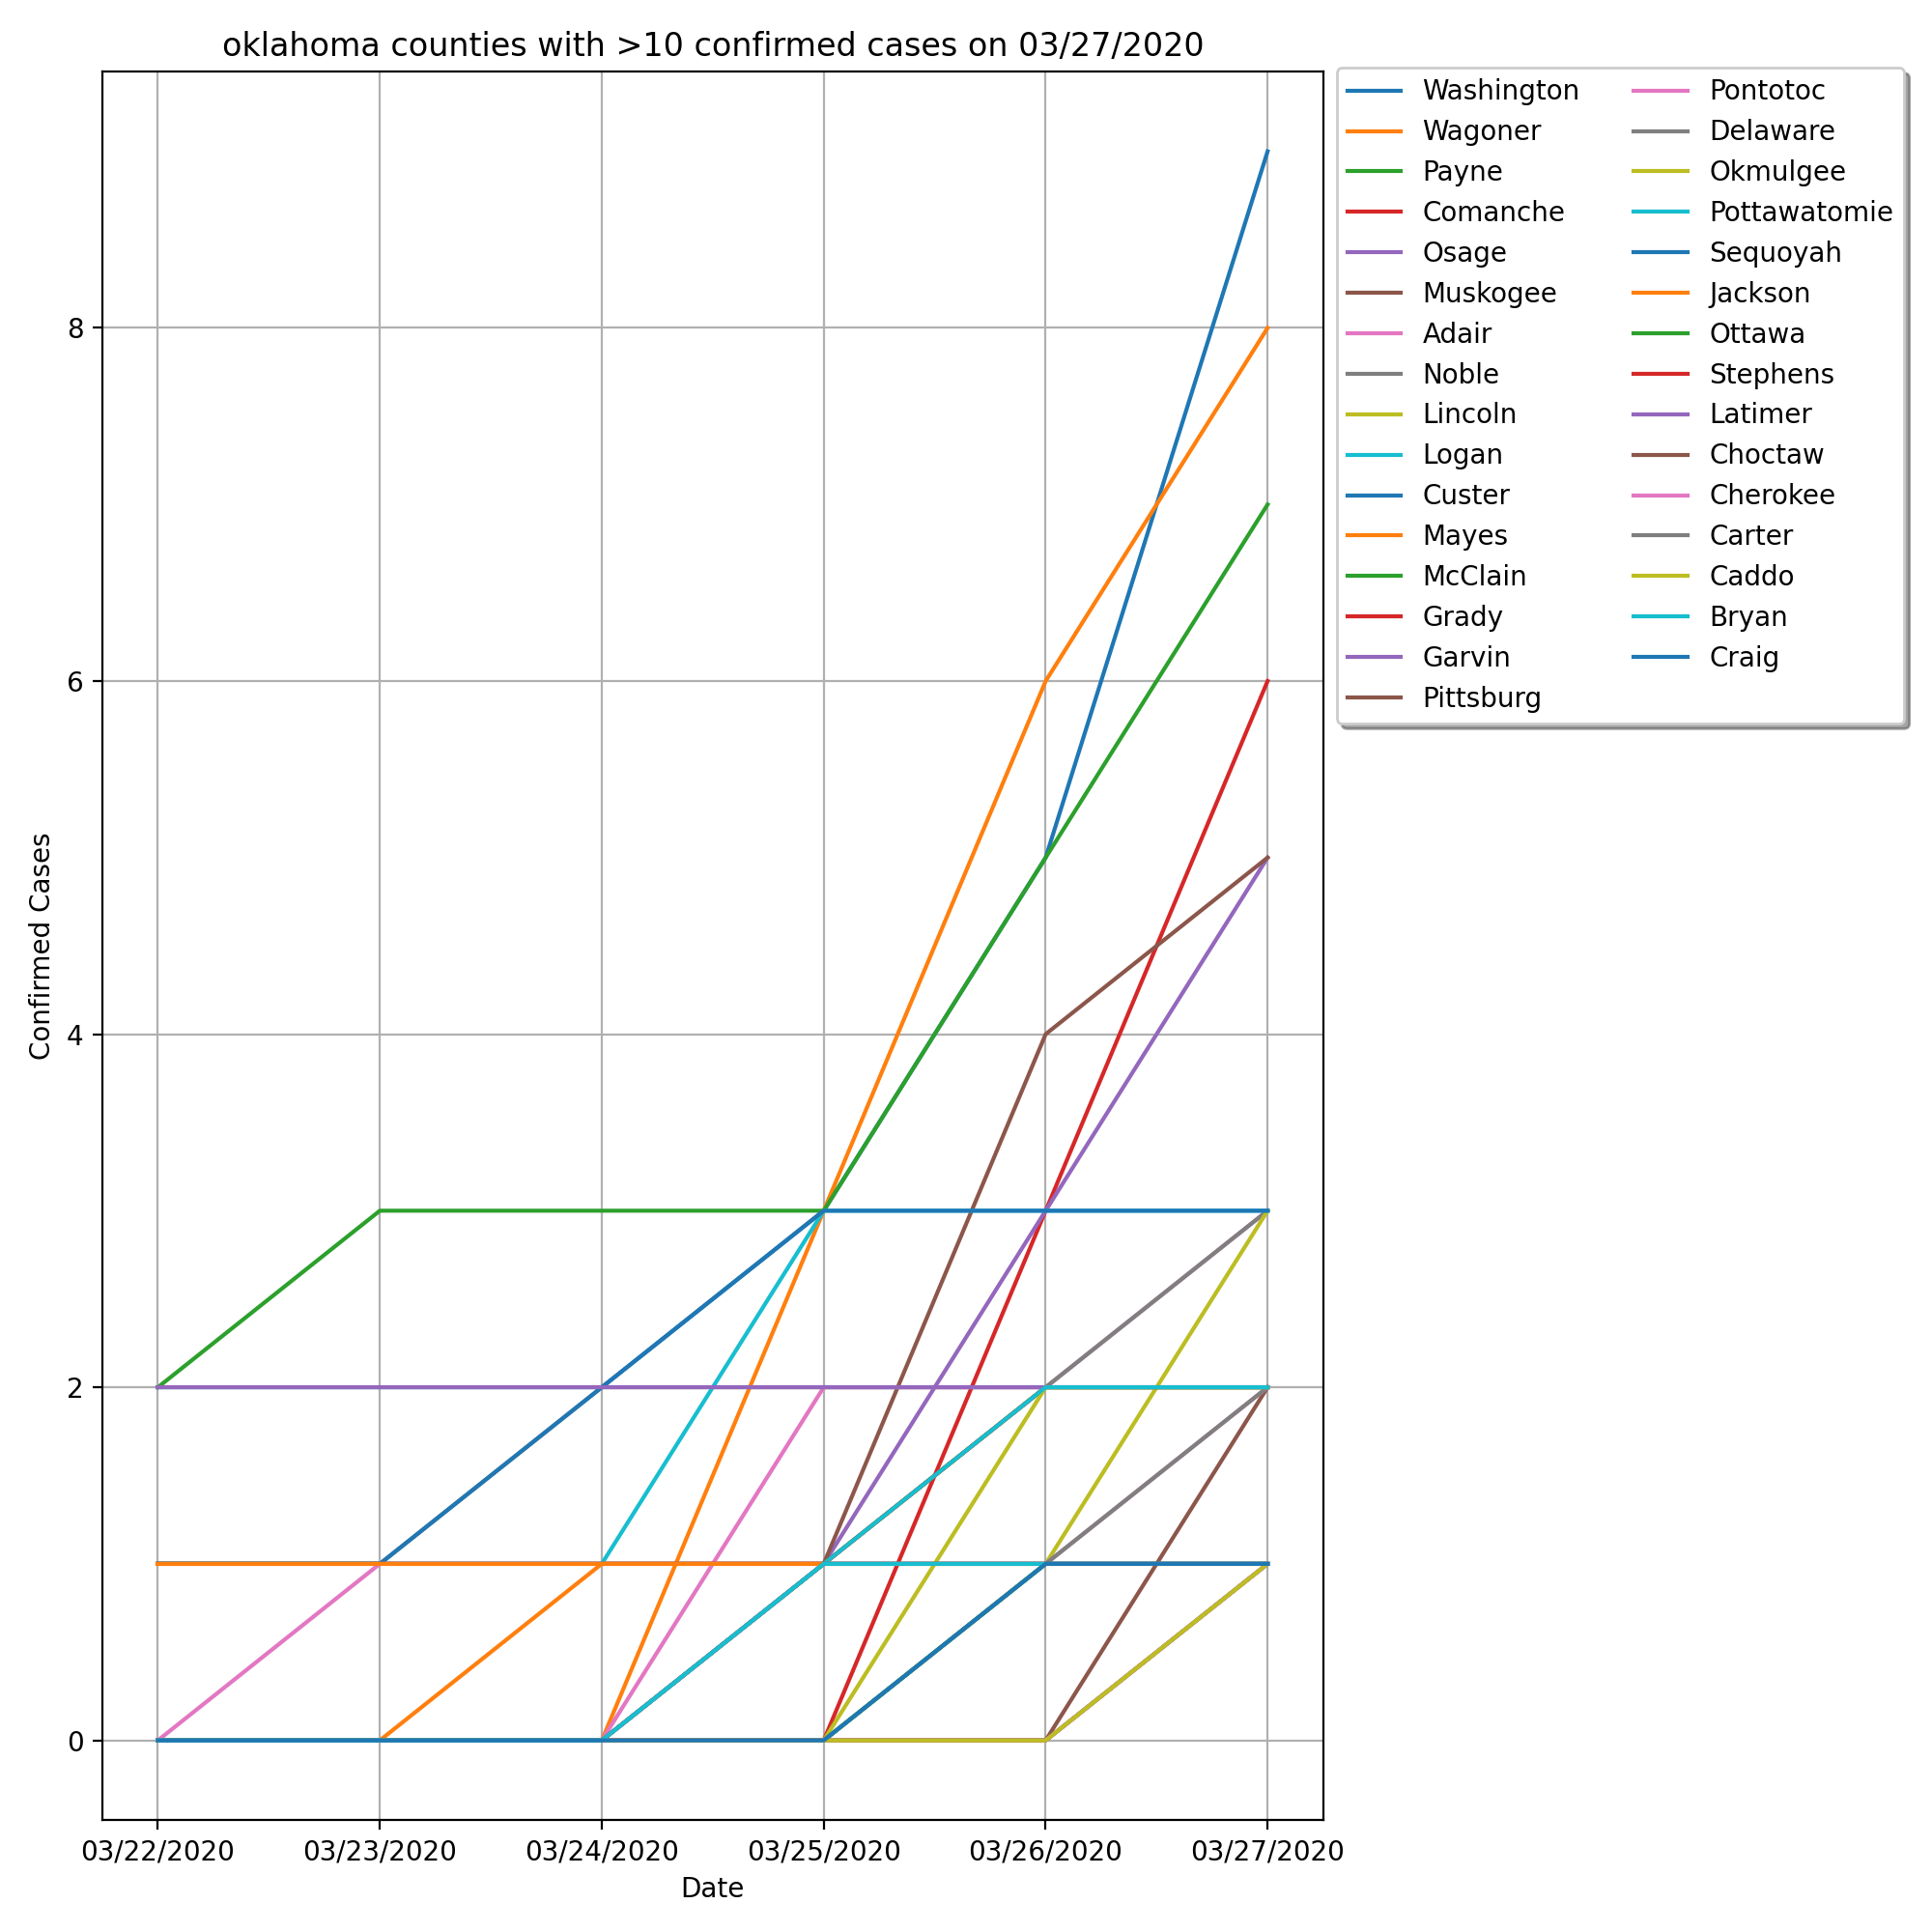 oklahoma counties with >10 confirmed cases on 03/27/2020
Confirmed Cases
8
6
4
2
0
03/22/2020 03/23/2020 03/24/2020 03/25/2020 03/26/2020 03/27/2020
Date
Washington
Wagoner
Payne
Comanche
Osage
Muskogee
Adair
Noble
Lincoln
Logan
Custer
Mayes
McClain
Grady
Garvin
Pittsburg
Pontotoc
Delaware
Okmulgee
Pottawatomie
Sequoyah
Jackson
Ottawa
Stephens
Latimer
Choctaw
Cherokee
Carter
Caddo
Bryan
Craig